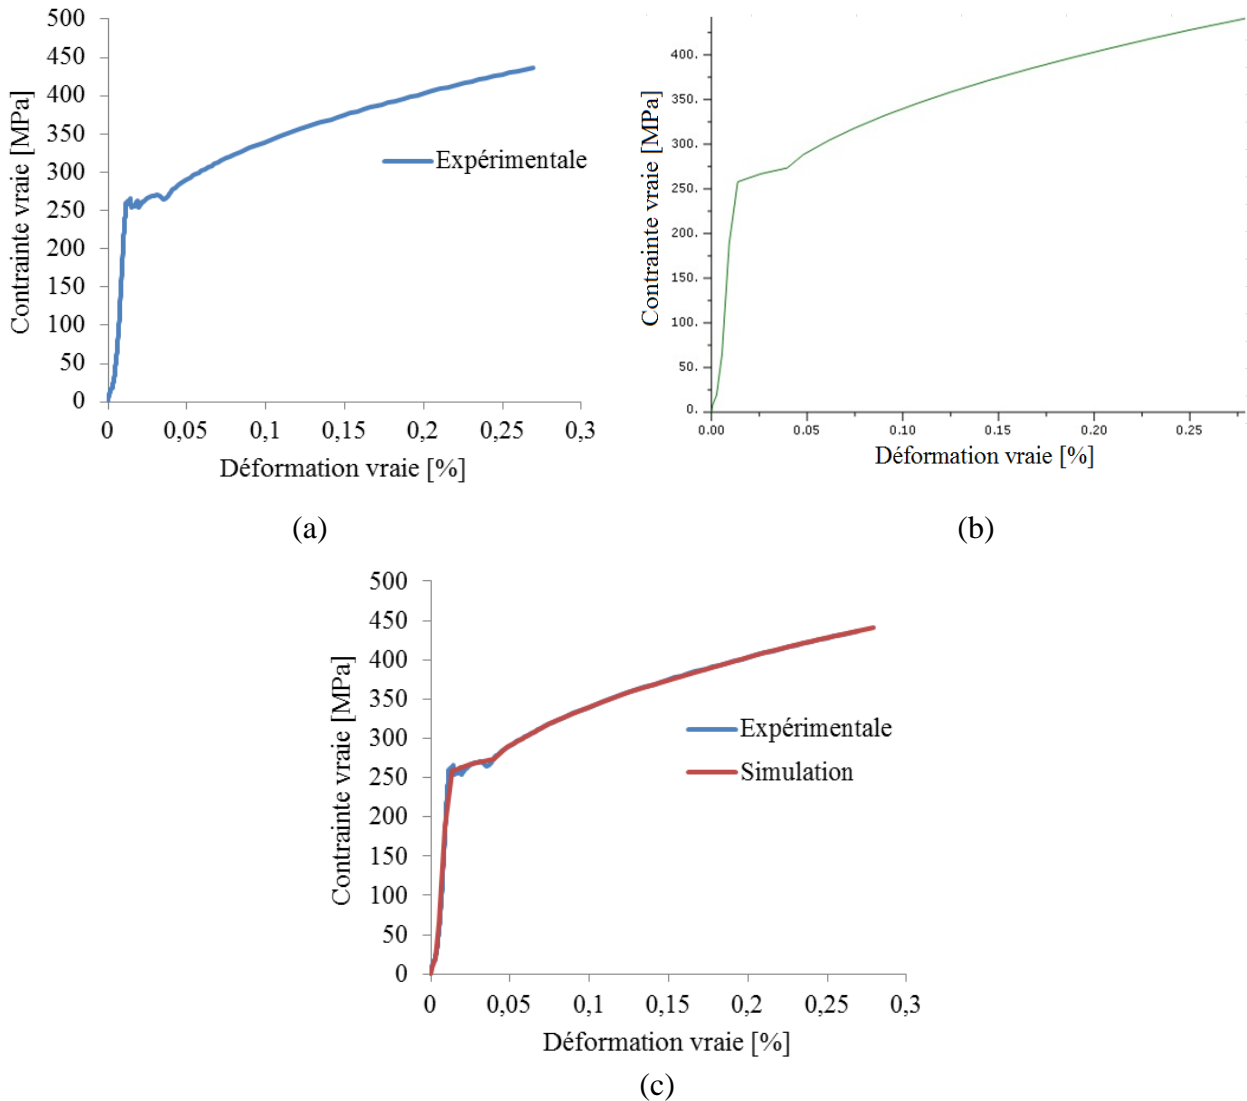 500
450
400
350
300
250
200
150
100
50
0
Contrainte vraie [MPa]
Expérimentale
0 0,05 0,1 0,15 0,2 0,25 0,3
Déformation vraie [%]
(a)
400.
350.
300.
250.
200.
150.
100.
50.
0.
Contrainte vraie [MPa]
0.00 0.05 0.10 0.15 0.20 0.25
Déformation vraie [%]
(b)
500
450
400
350
300
250
200
150
100
50
0
Contrainte vraie [MPa]
Expérimentale
Simulation
0 0,05 0,1 0,15 0,2 0,25 0,3
Déformation vraie [%]
(c)